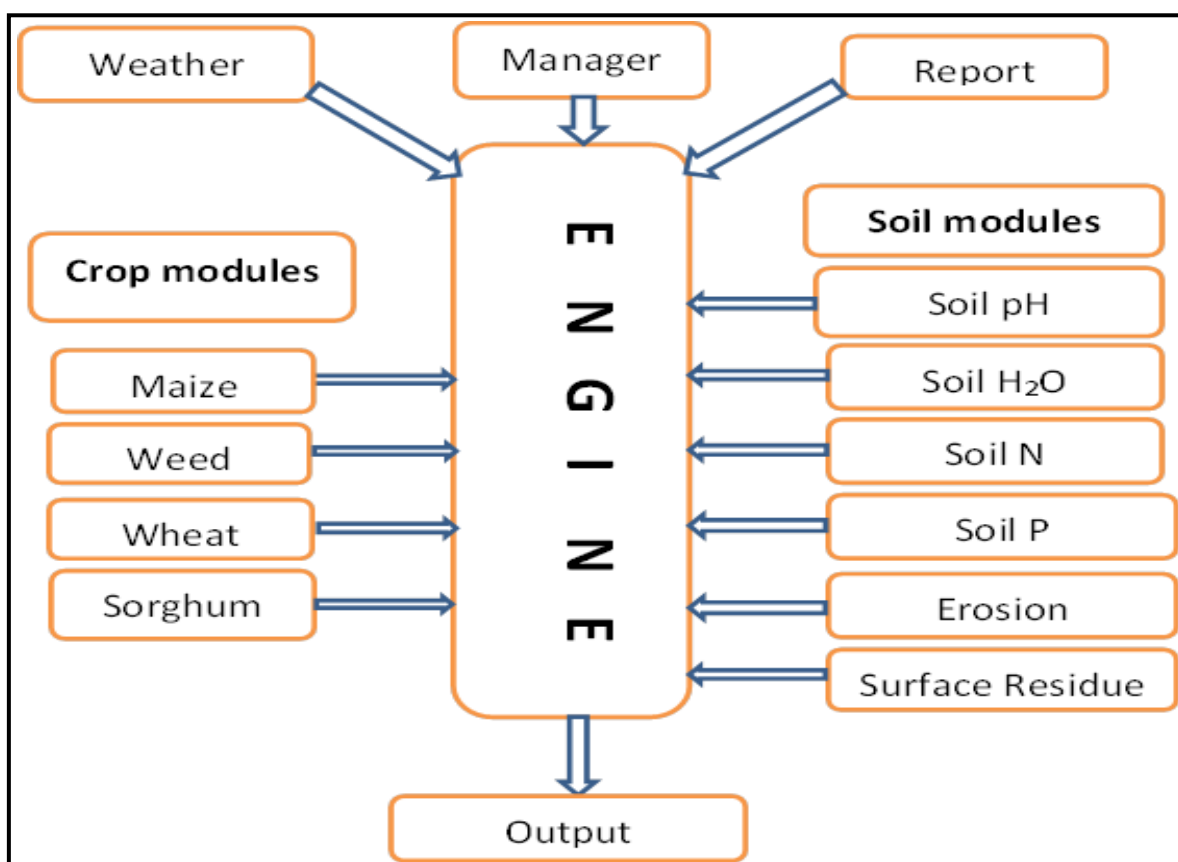 Weather
Manager
Report
Crop modules
Maize
Weed
Wheat
Sorghum
ENGINE
Soil modules
Soil pH
Soil H₂O
Soil N
Soil P
Erosion
Surface Residue
Output